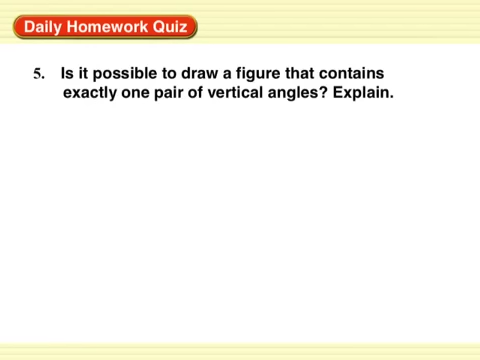 Daily Homework Quiz
5. Is it possible to draw a figure that contains
exactly one pair of vertical angles? Explain.